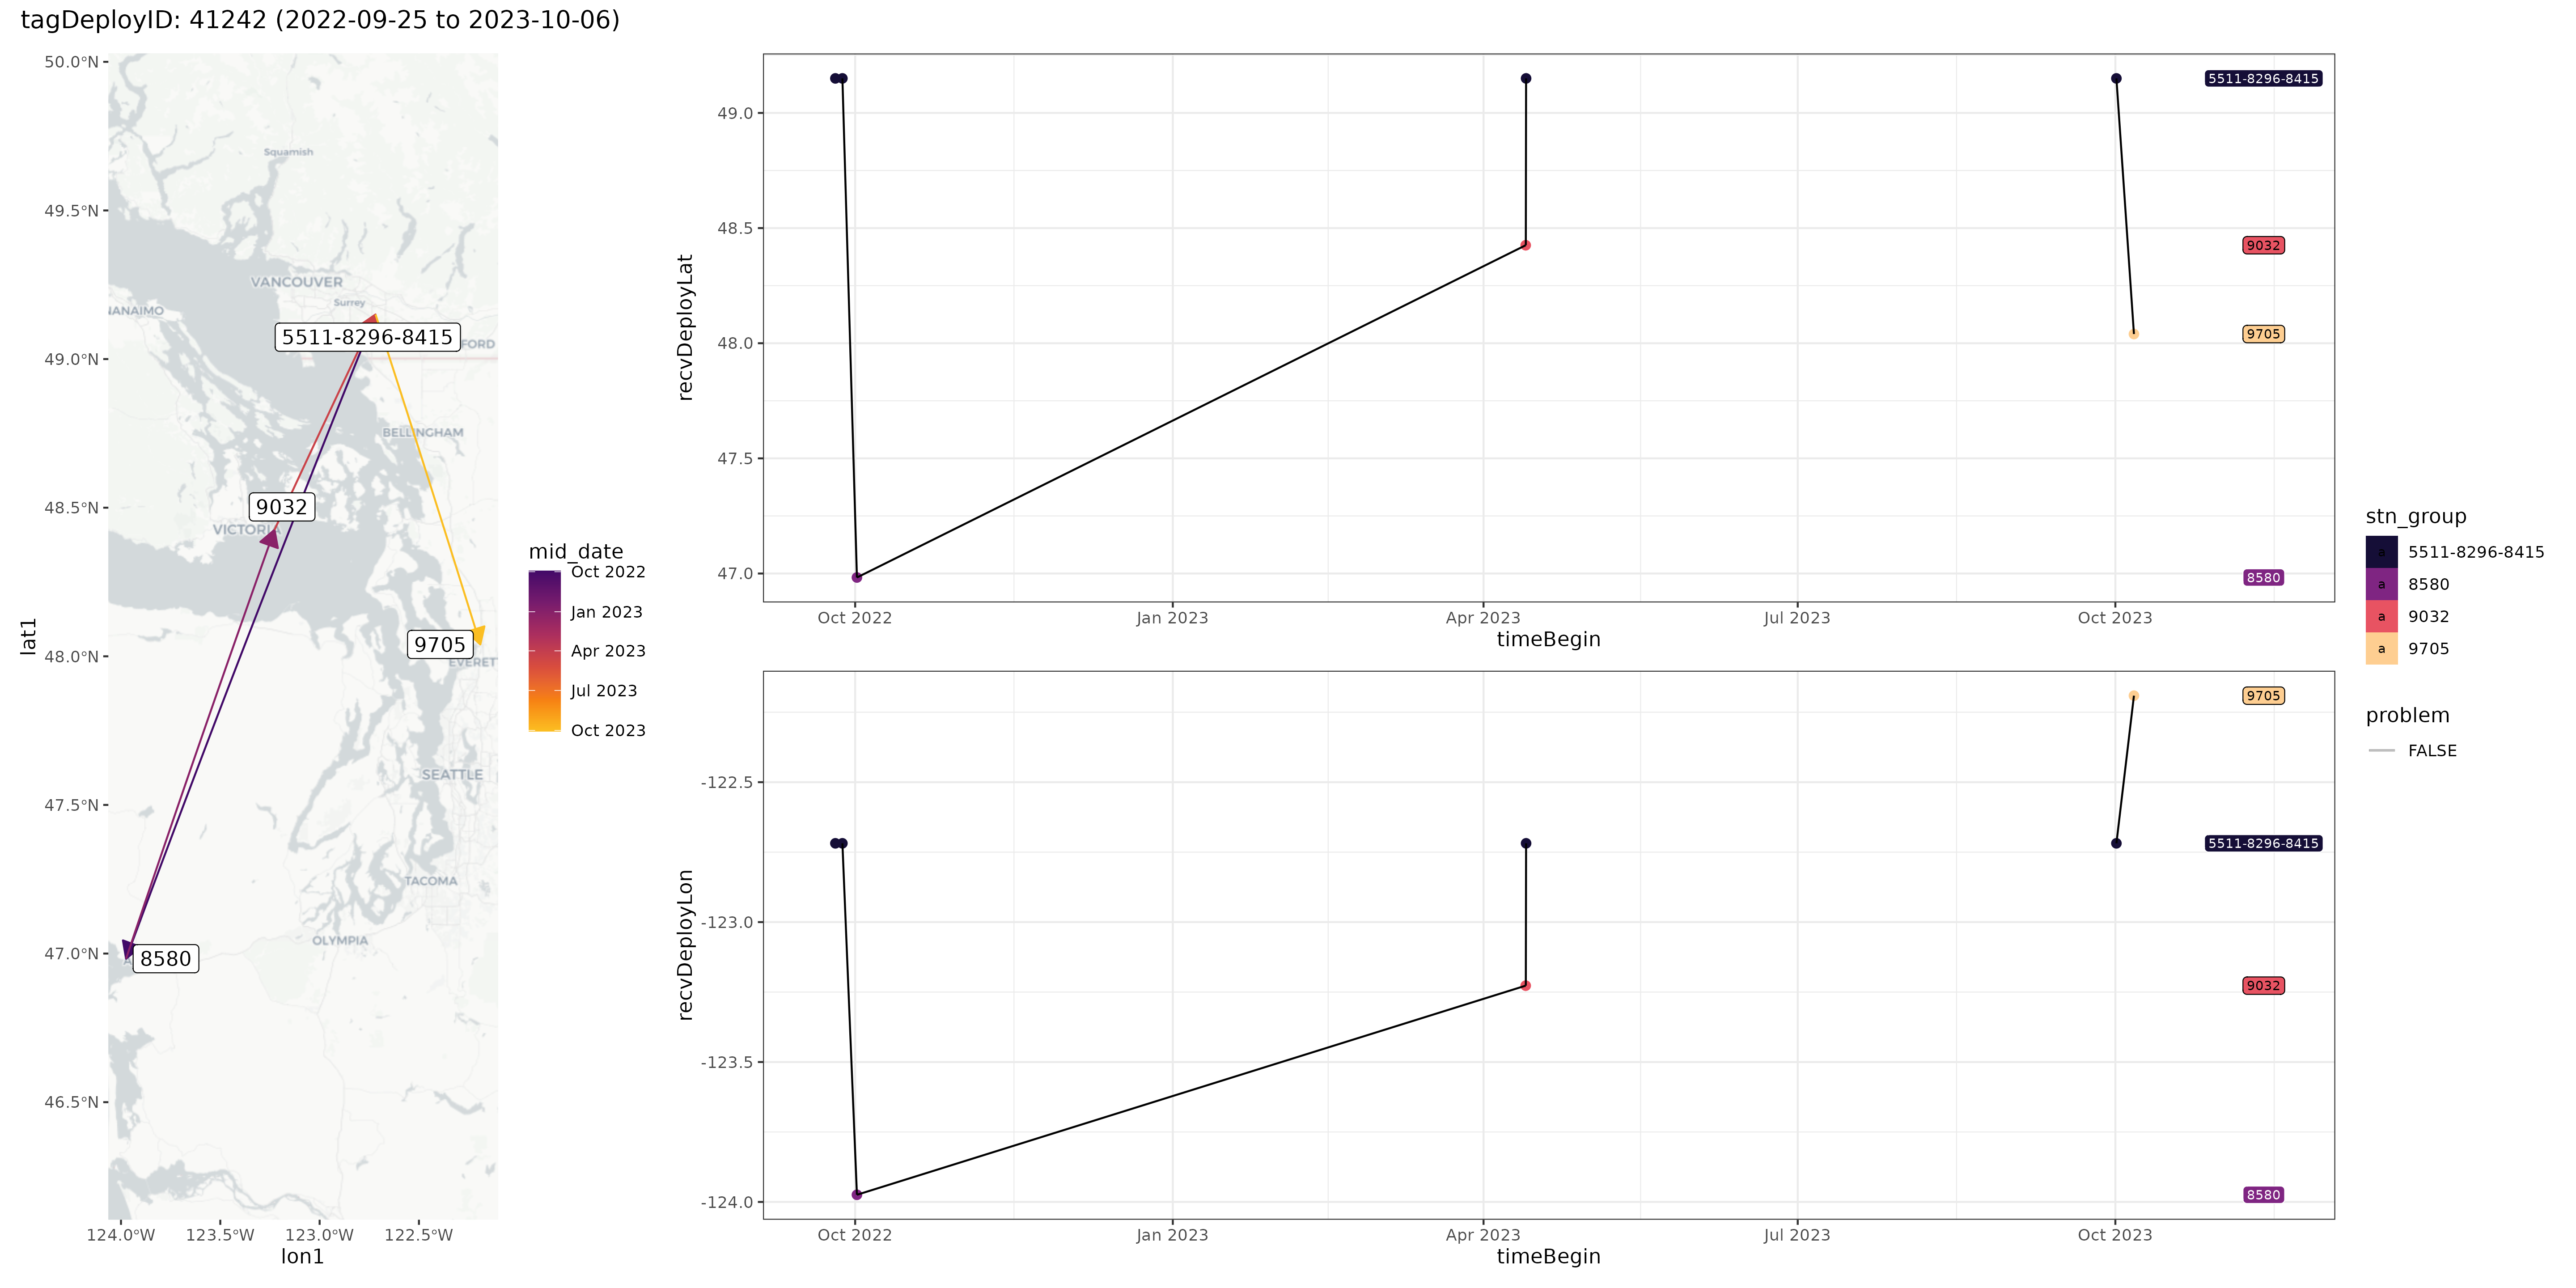 tagDeployID: 41242 (2022-09-25 to 2023-10-06)
50.0°N
49.5°N
49.0°N
48.5°N
48.0°N
47.5°N
47.0°N
46.5°N
lat1
124.0°W
123.5°W
123.0°W
122.5°W
lon1
Squamish
VANCOUVER
Surrey
NANAIMO
5511-8296-8415
FORD
BELLINGHAM
9032
VICTORIA
9705
EVERET
SEATTLE
TACOMA
OLYMPIA
8580
mid_date
Oct 2022
Jan 2023
Apr 2023
Jul 2023
Oct 2023
recvDeployLat
49.0
48.5
48.0
47.5
47.0
5511-8296-8415
9032
9705
8580
Oct 2022
Jan 2023
Apr 2023
Jul 2023
Oct 2023
timeBegin
recvDeployLon
-122.5
-123.0
-123.5
-124.0
9705
5511-8296-8415
9032
8580
Oct 2022
Jan 2023
Apr 2023
Jul 2023
Oct 2023
timeBegin
stn_group
a 5511-8296-8415
a 8580
a 9032
a 9705
problem
FALSE